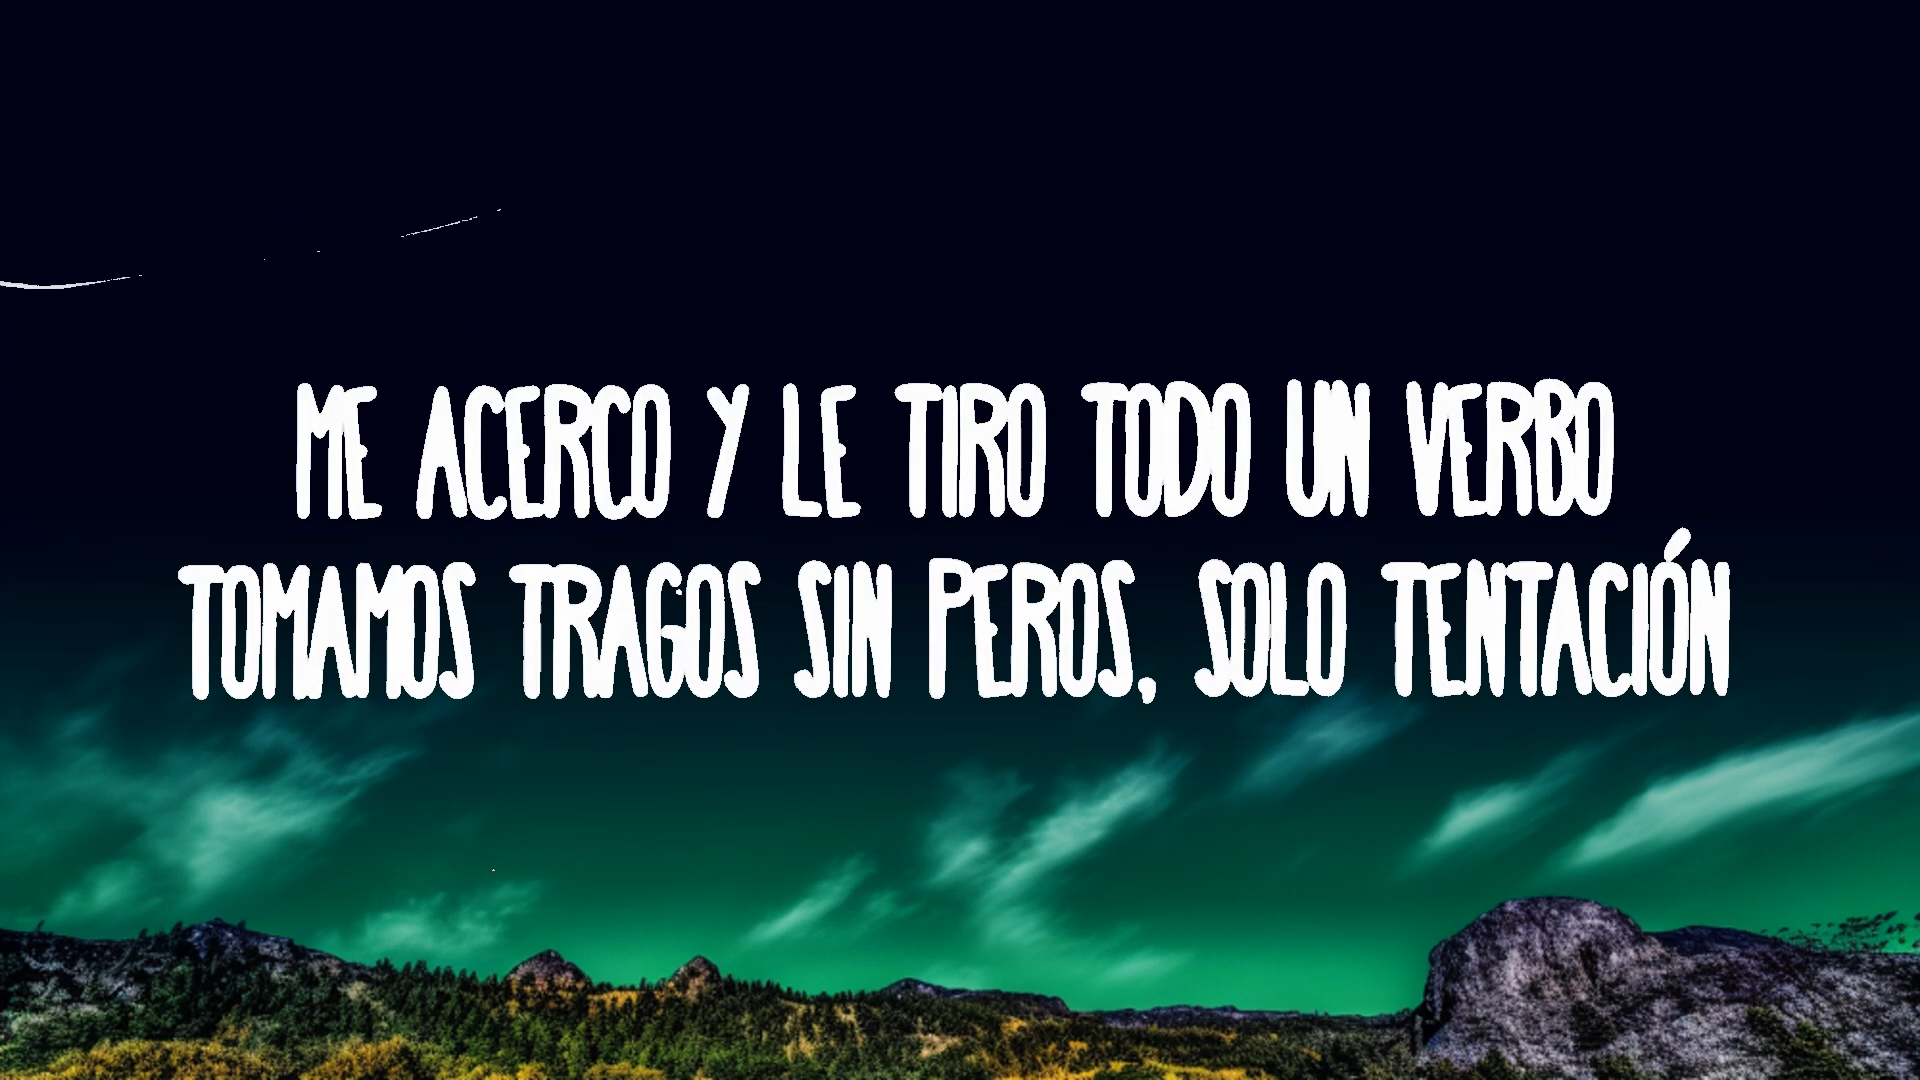 ME ACERCO Y LE TIRO TODO UN VERBO
TOMAMOS TRAGOS SIN PEROS, SOLO TENTACIÓN